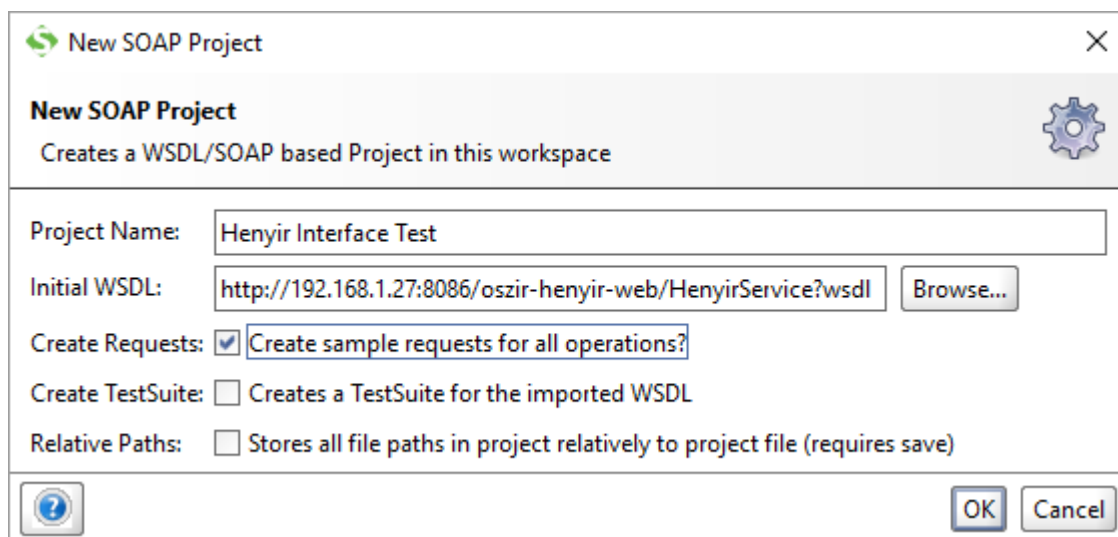 New SOAP Project
New SOAP Project
Creates a WSDL/SOAP based Project in this workspace
Project Name: Henyir Interface Test
Initial WSDL: http://192.168.1.27:8086/oszir-henyir-web/HenyirService?wsdl Browse...
Create Requests: Create sample requests for all operations?
Create TestSuite: Creates a TestSuite for the imported WSDL
Relative Paths: Stores all file paths in project relatively to project file (requires save)
OK Cancel